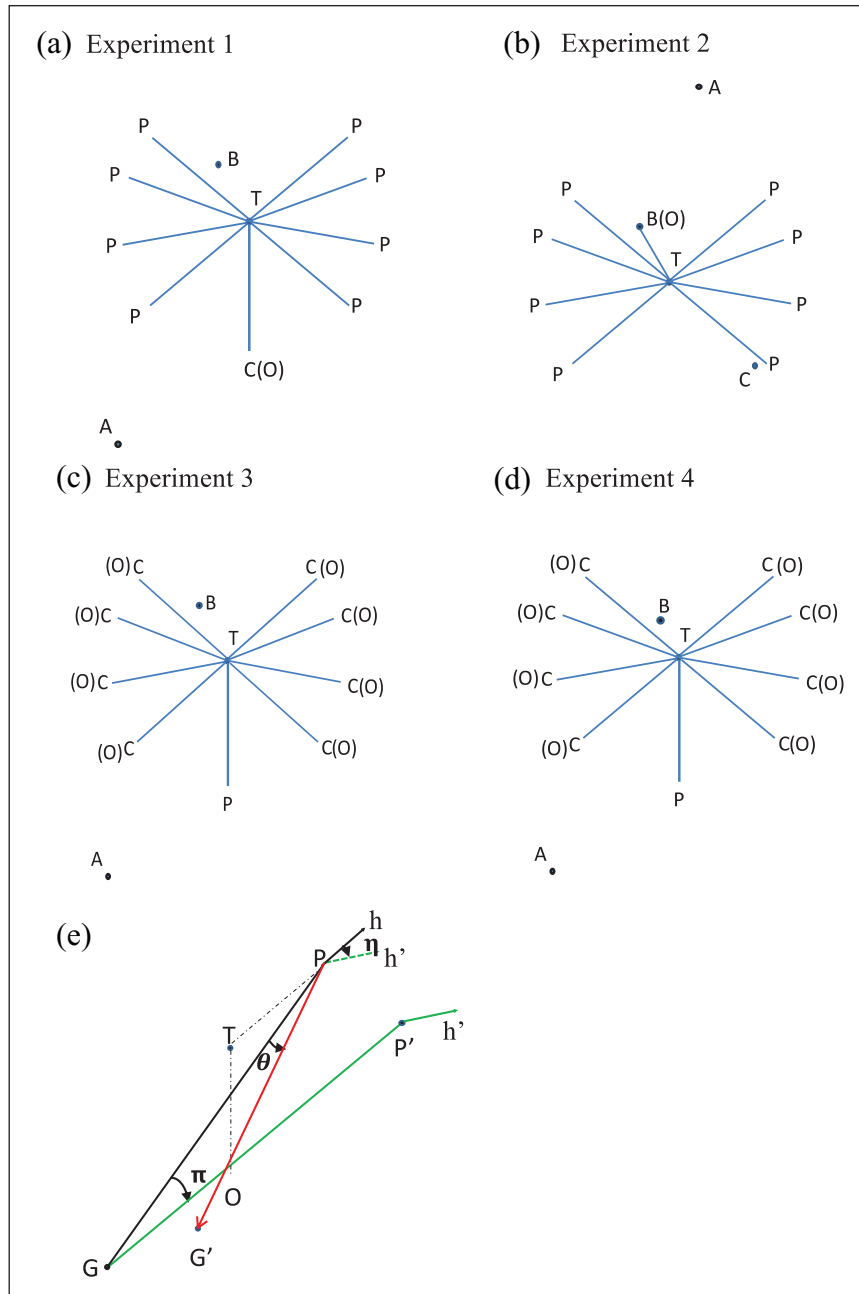 (a) Experiment 1
(b) Experiment 2
A
P P
B
P P
T
P P
P P
C(O)
A
P P
B(O)
P P
T
P P
P P
C
(c) Experiment 3
(d) Experiment 4
(O)C C(O)
B
(O)C C(O)
T
(O)C C(O)
(O)C C(O)
P
A
(O)C C(O)
B
(O)C C(O)
T
(O)C C(O)
(O)C C(O)
P
A
(e)
h
P η
h'
T
h'
P'
θ
π
O
G'
G